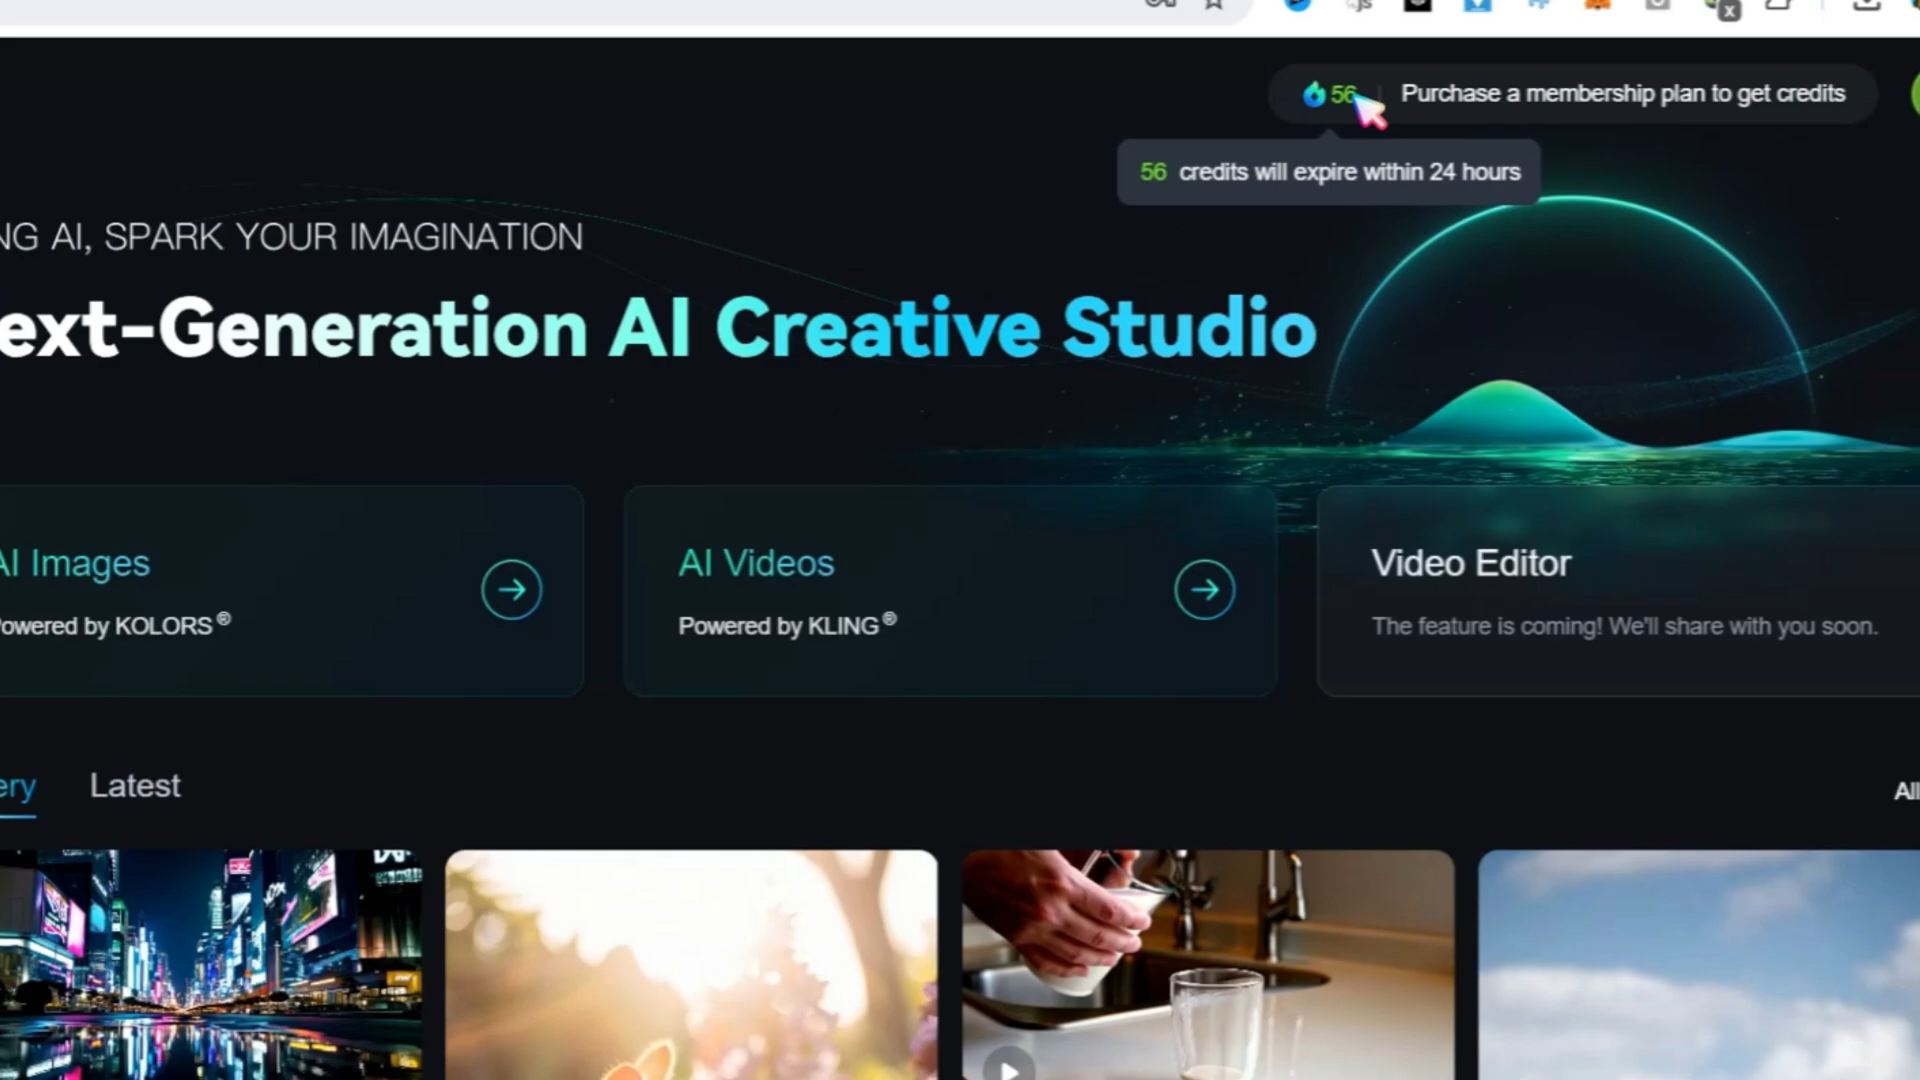 56 | Purchase a membership plan to get credits
56 credits will expire within 24 hours
NG AI, SPARK YOUR IMAGINATION
ext-Generation AI Creative Studio
AI Images
Powered by KOLORS®
AI Videos
Powered by KLING®
Video Editor
The feature is coming! We'll share with you soon.
ery
Latest
All